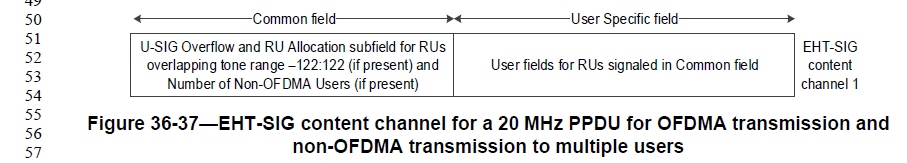 49
50
51
52
53
54
55
56
57
Common field
User Specific field
U-SIG Overflow and RU Allocation subfield for RUs
overlapping tone range –122:122 (if present) and
Number of Non-OFDMA Users (if present)
User fields for RUs signaled in Common field
EHT-SIG
content
channel 1
Figure 36-37—EHT-SIG content channel for a 20 MHz PPDU for OFDMA transmission and
non-OFDMA transmission to multiple users